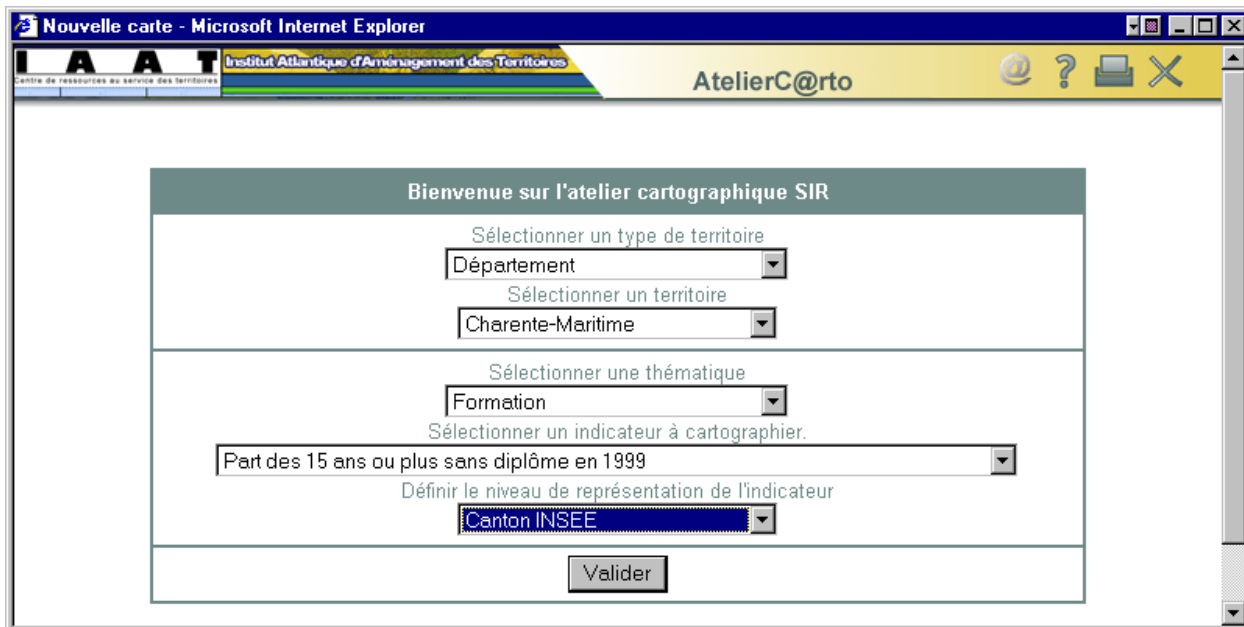 Nouvelle carte - Microsoft Internet Explorer
I A A T
Centre de ressources au service des territoires
Institut Atlantique d'Aménagement des Territoires
AtelierC@rto
@ ?
Bienvenue sur l'atelier cartographique SIR
Sélectionner un type de territoire
Département
Sélectionner un territoire
Charente-Maritime
Sélectionner une thématique
Formation
Sélectionner un indicateur à cartographier.
Part des 15 ans ou plus sans diplôme en 1999
Définir le niveau de représentation de l'indicateur
Canton INSEE
Valider